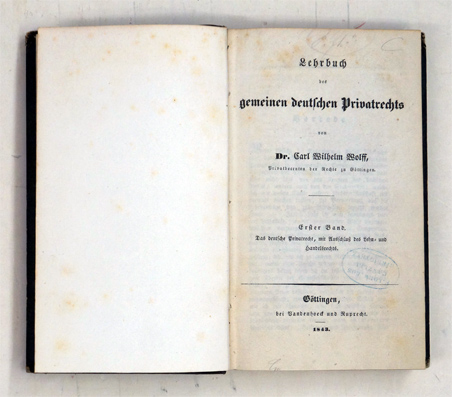 Lehrbuch
des
gemeinen deutschen Privatrechts
von
Dr. Carl Wilhelm Wolff,
Privatdocenten der Rechte zu Göttingen.
Erster Band.
Das deutsche Privatrecht, mit Ausschluß des Lehn- und
Handelsrechts.
Göttingen,
bei Vandenhoeck und Ruprecht.
1843.